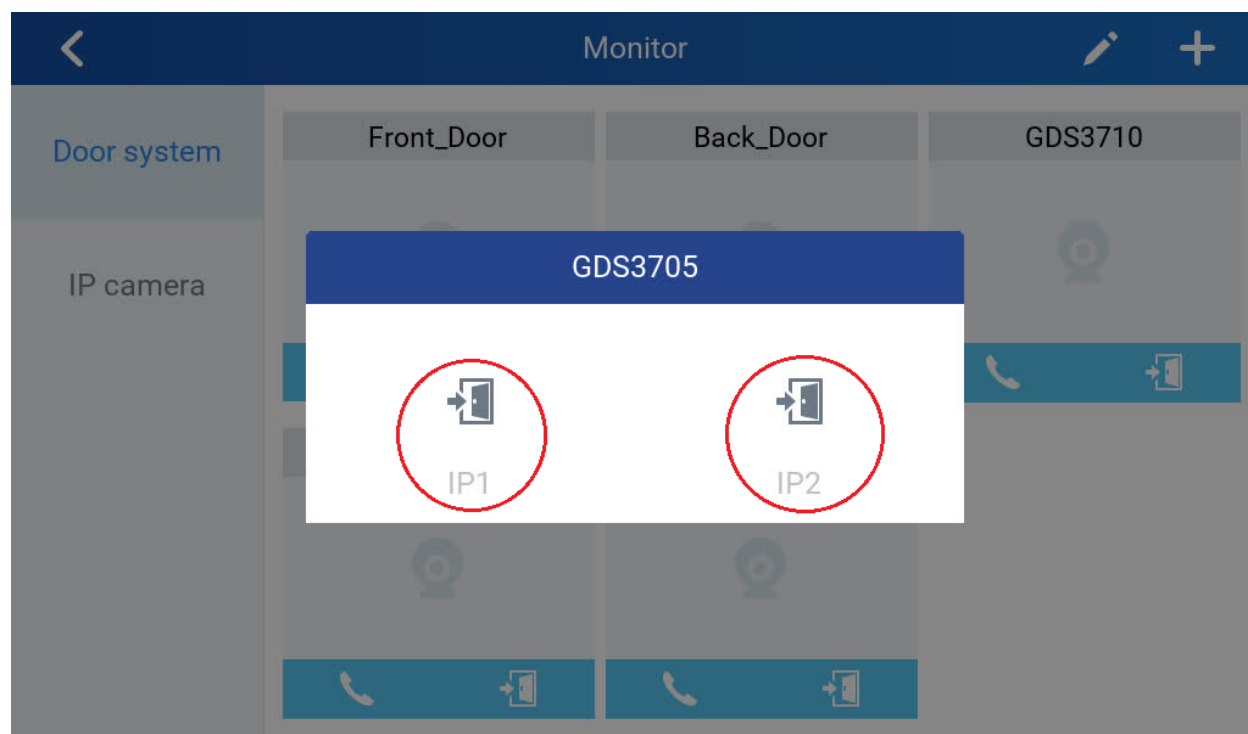 Monitor
Door system
IP camera
Front_Door
Back_Door
GDS3710
GDS3705
IP1
IP2